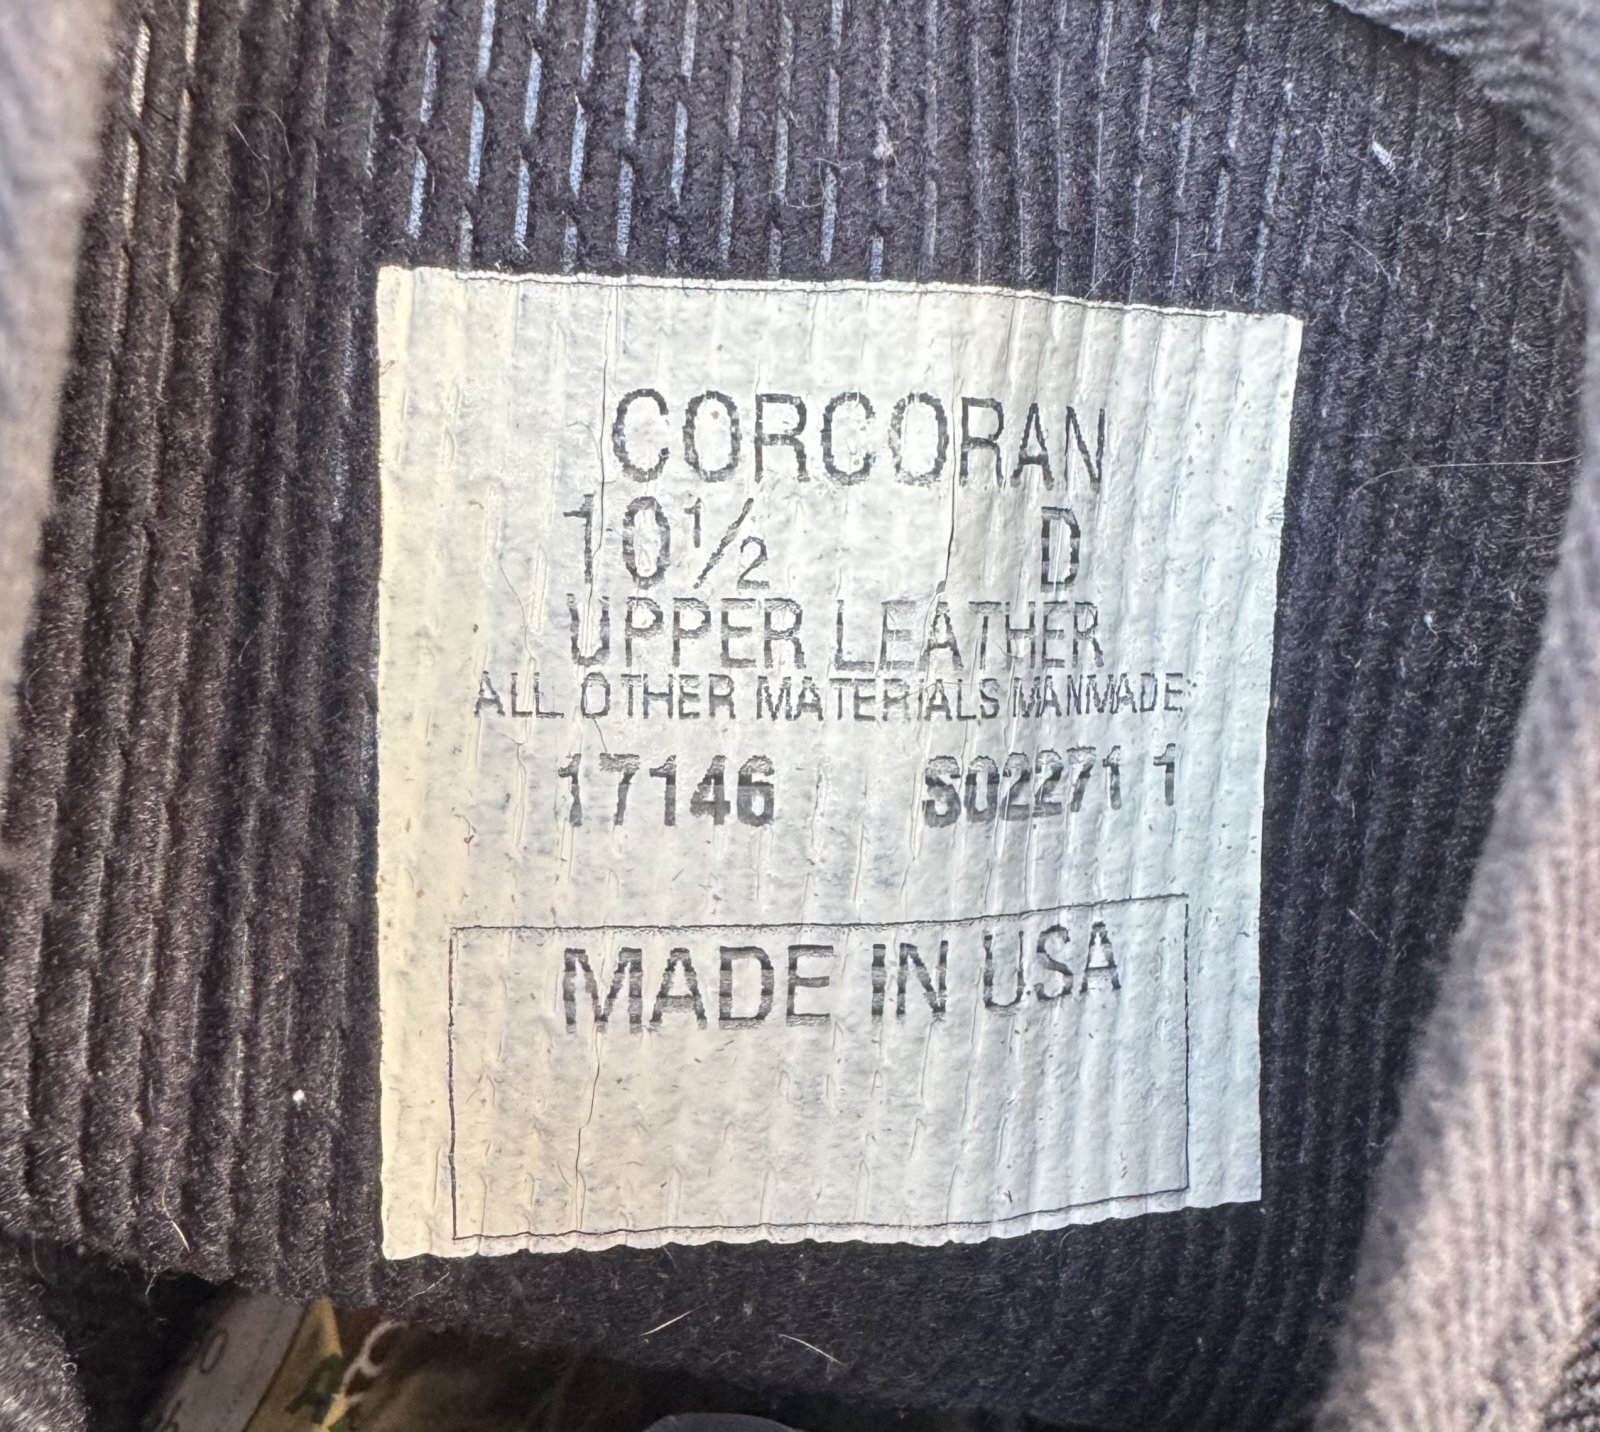 CORCORAN
10½ D
UPPER LEATHER
ALL OTHER MATERIALS MANMADE
17146 S02271 1
MADE IN USA